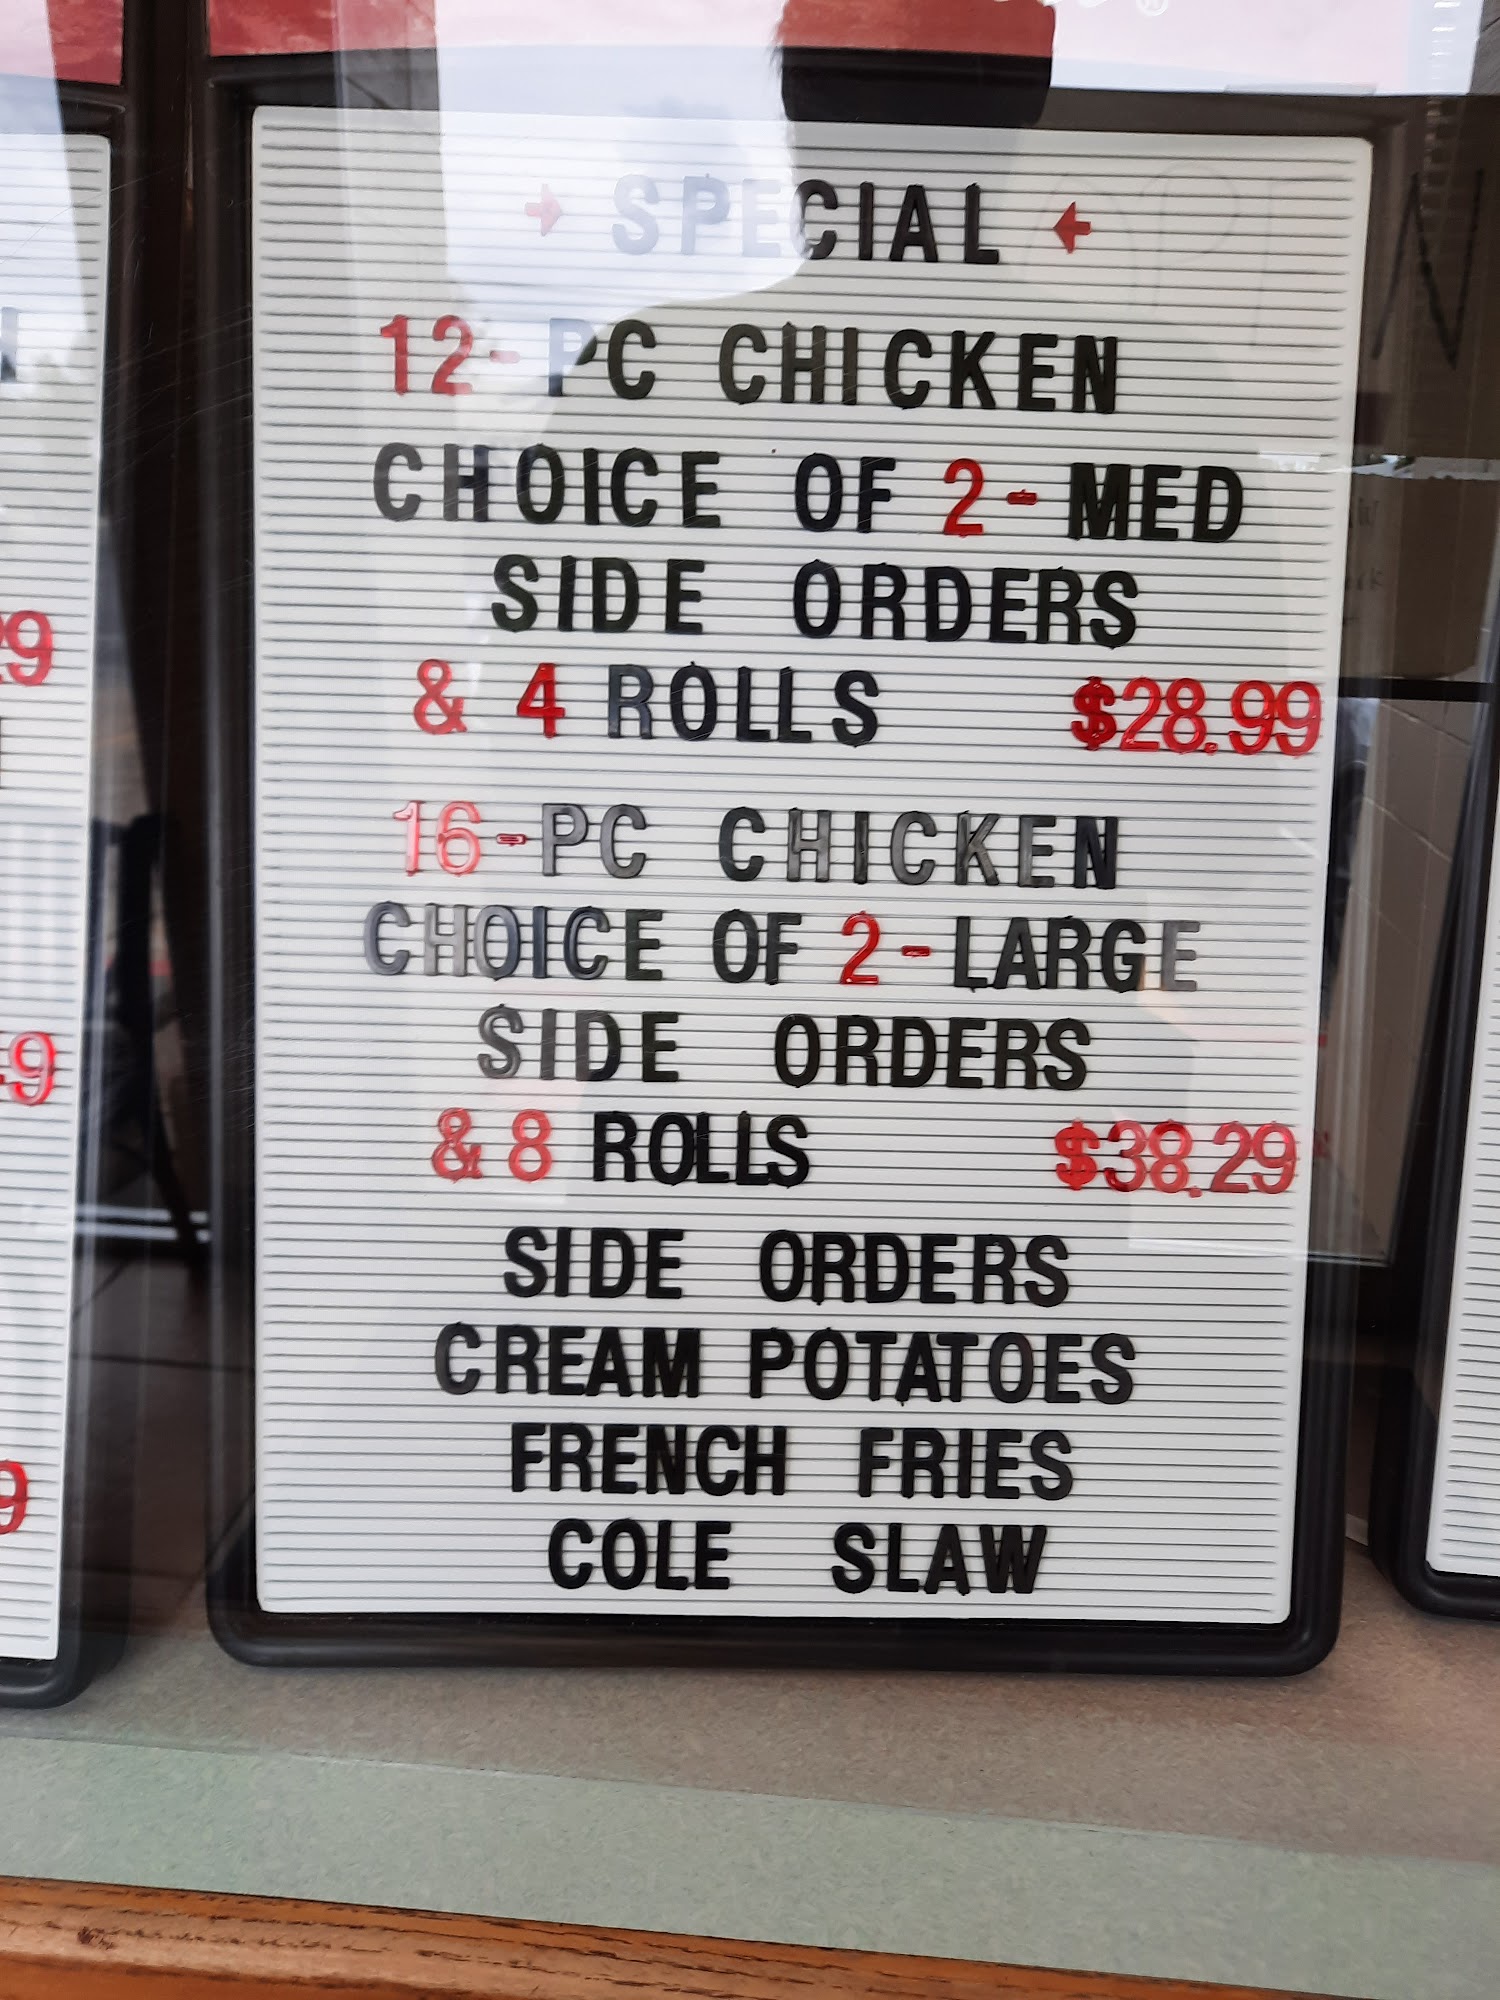 SPECIAL
12-PC CHICKEN
CHOICE OF 2-MED
SIDE ORDERS
& 4 ROLLS $28.99
16-PC CHICKEN
CHOICE OF 2-LARGE
SIDE ORDERS
& 8 ROLLS $38.29
SIDE ORDERS
CREAM POTATOES
FRENCH FRIES
COLE SLAW